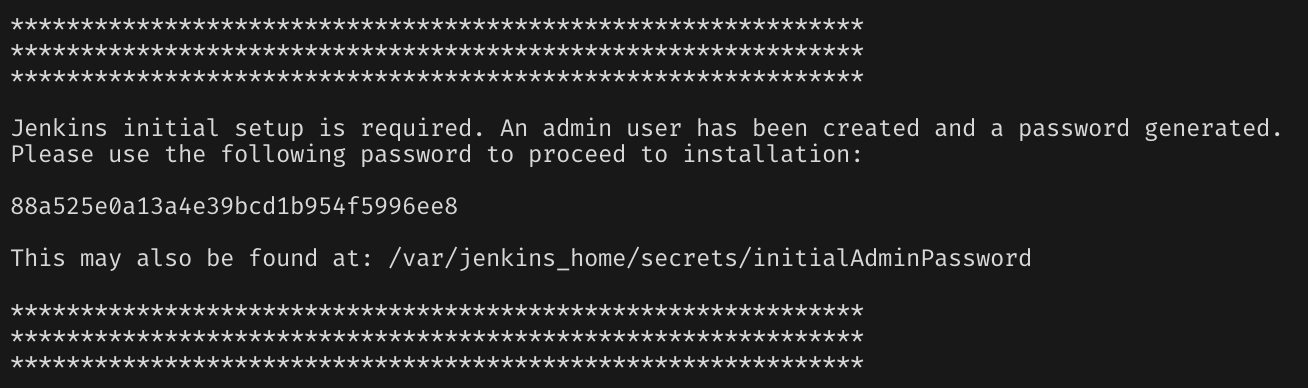 *************************************************************
*************************************************************
*************************************************************
Jenkins initial setup is required. An admin user has been created and a password generated.
Please use the following password to proceed to installation:
88a525e0a13a4e39bcd1b954f5996ee8
This may also be found at: /var/jenkins_home/secrets/initialAdminPassword
*************************************************************
*************************************************************
*************************************************************